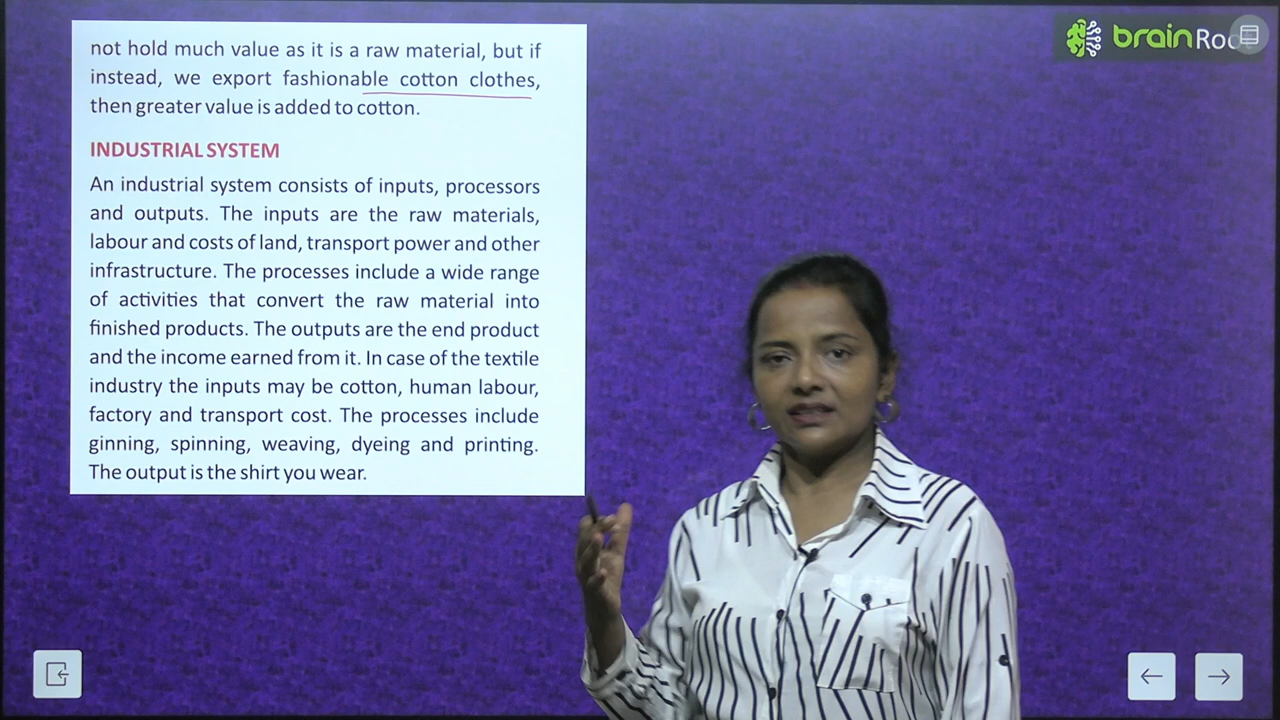 not hold much value as it is a raw material, but if
instead, we export fashionable cotton clothes,
then greater value is added to cotton.
INDUSTRIAL SYSTEM
An industrial system consists of inputs, processors
and outputs. The inputs are the raw materials,
labour and costs of land, transport power and other
infrastructure. The processes include a wide range
of activities that convert the raw material into
finished products. The outputs are the end product
and the income earned from it. In case of the textile
industry the inputs may be cotton, human labour,
factory and transport cost. The processes include
ginning, spinning, weaving, dyeing and printing.
The output is the shirt you wear.
brain